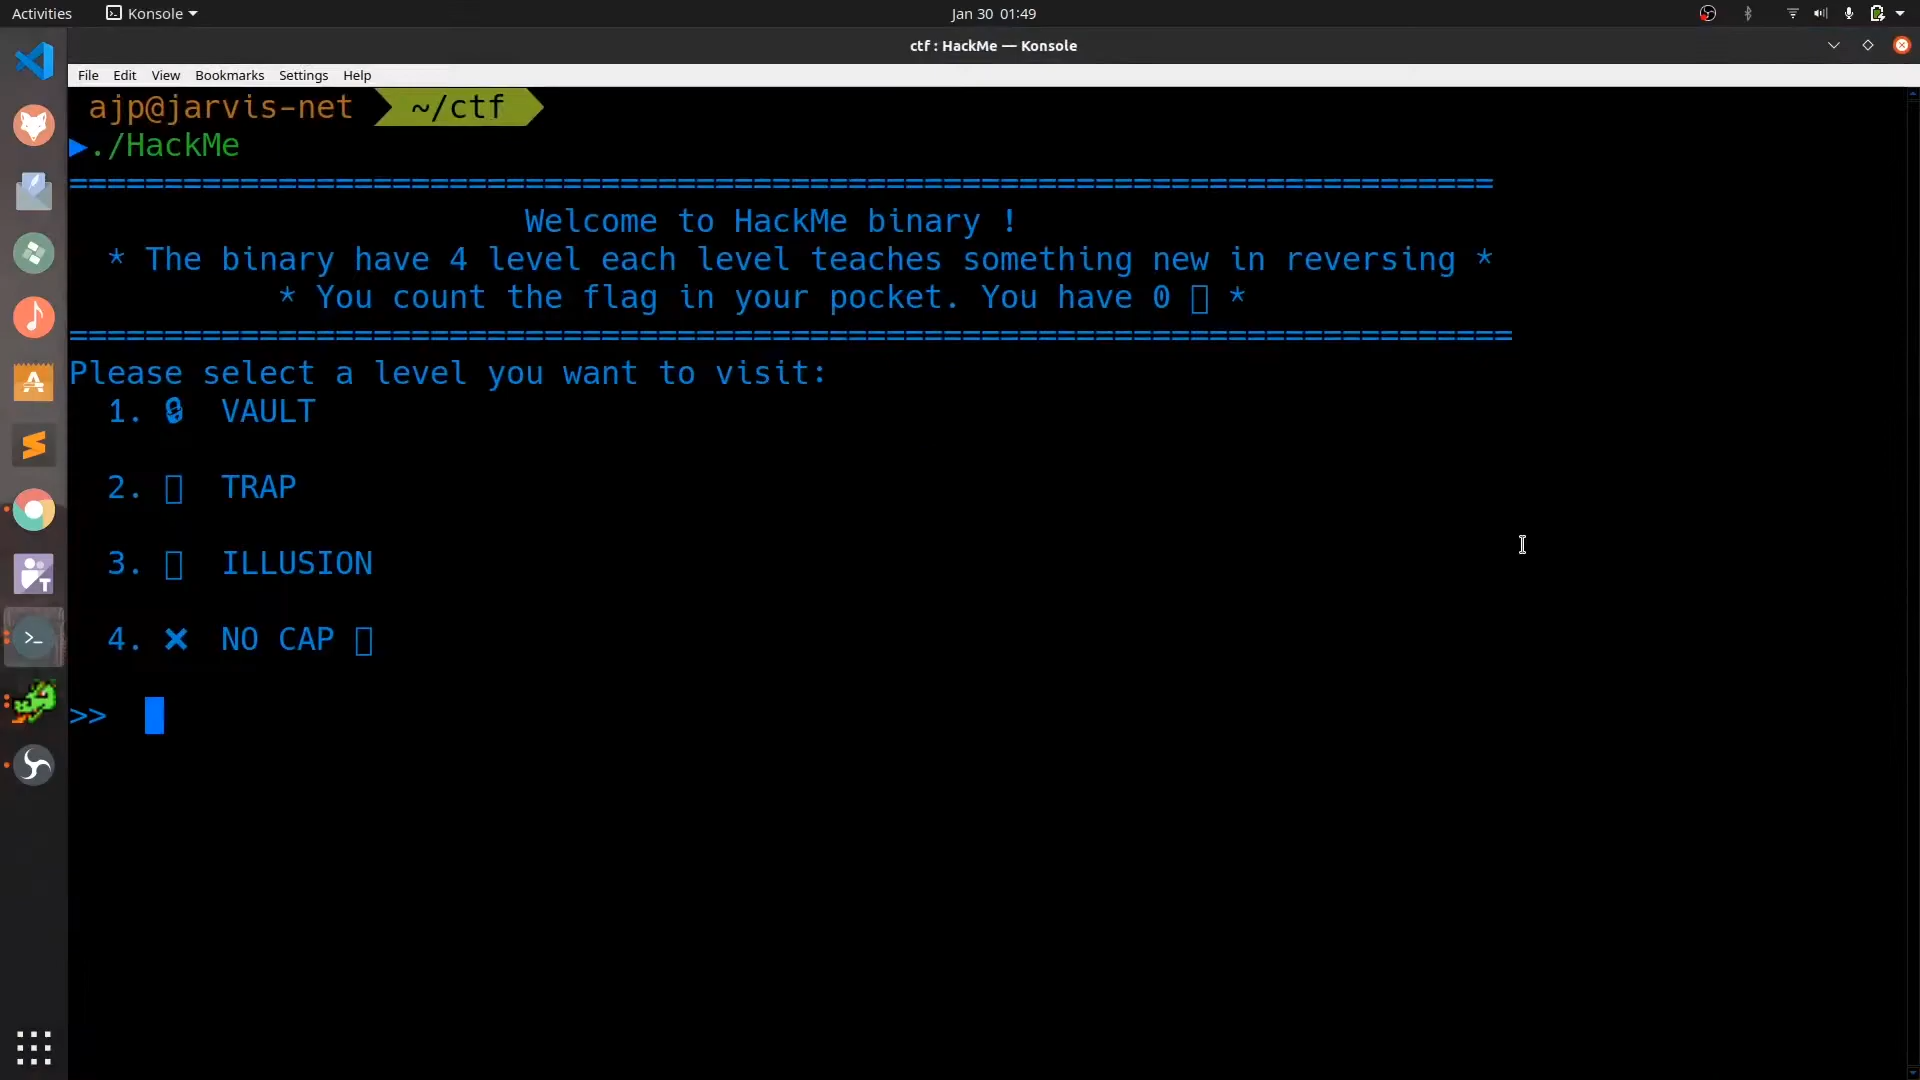 Activities Konsole Jan 30 01:49
ctf : HackMe — Konsole
File Edit View Bookmarks Settings Help
ajp@jarvis-net ~/ctf
▶./HackMe
===========================================================================
Welcome to HackMe binary !
* The binary have 4 level each level teaches something new in reversing *
* You count the flag in your pocket. You have 0 ▯ *
============================================================================
Please select a level you want to visit:
1. 🔒 VAULT
2. ▯ TRAP
3. ▯ ILLUSION
4. ❌ NO CAP ▯
>>